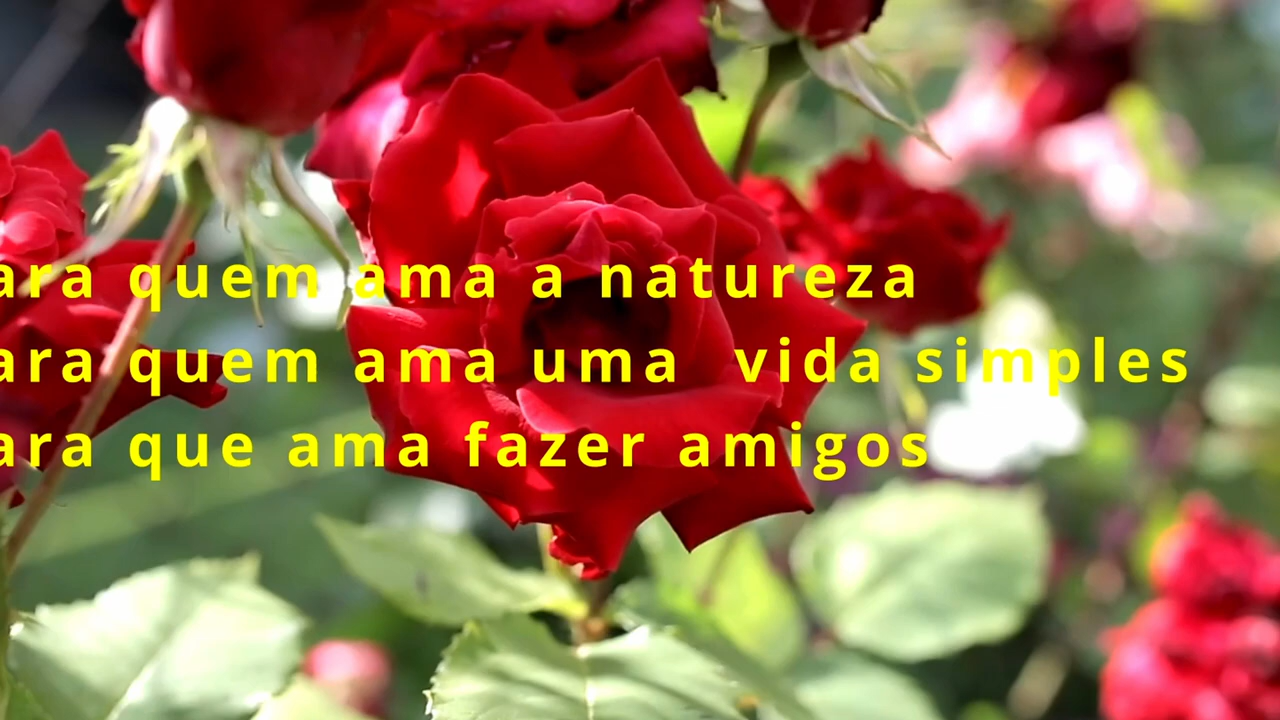 ara quem ama a natureza
ara quem ama uma vida simples
ara que ama fazer amigos